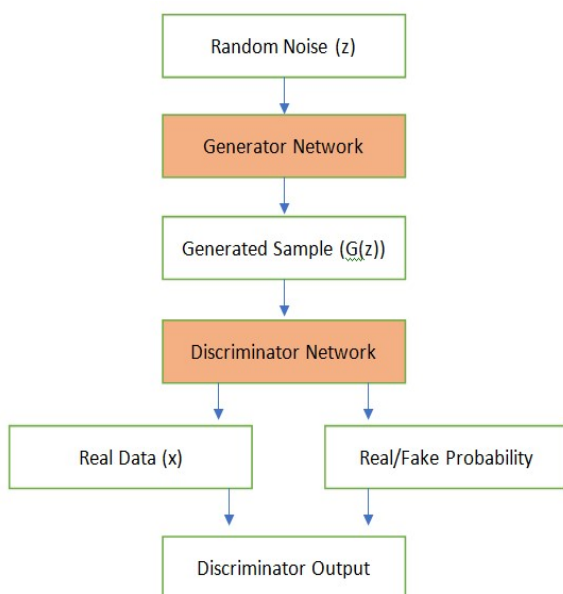 Random Noise (z)
Generator Network
Generated Sample (G(z))
Discriminator Network
Real Data (x)
Real/Fake Probability
Discriminator Output